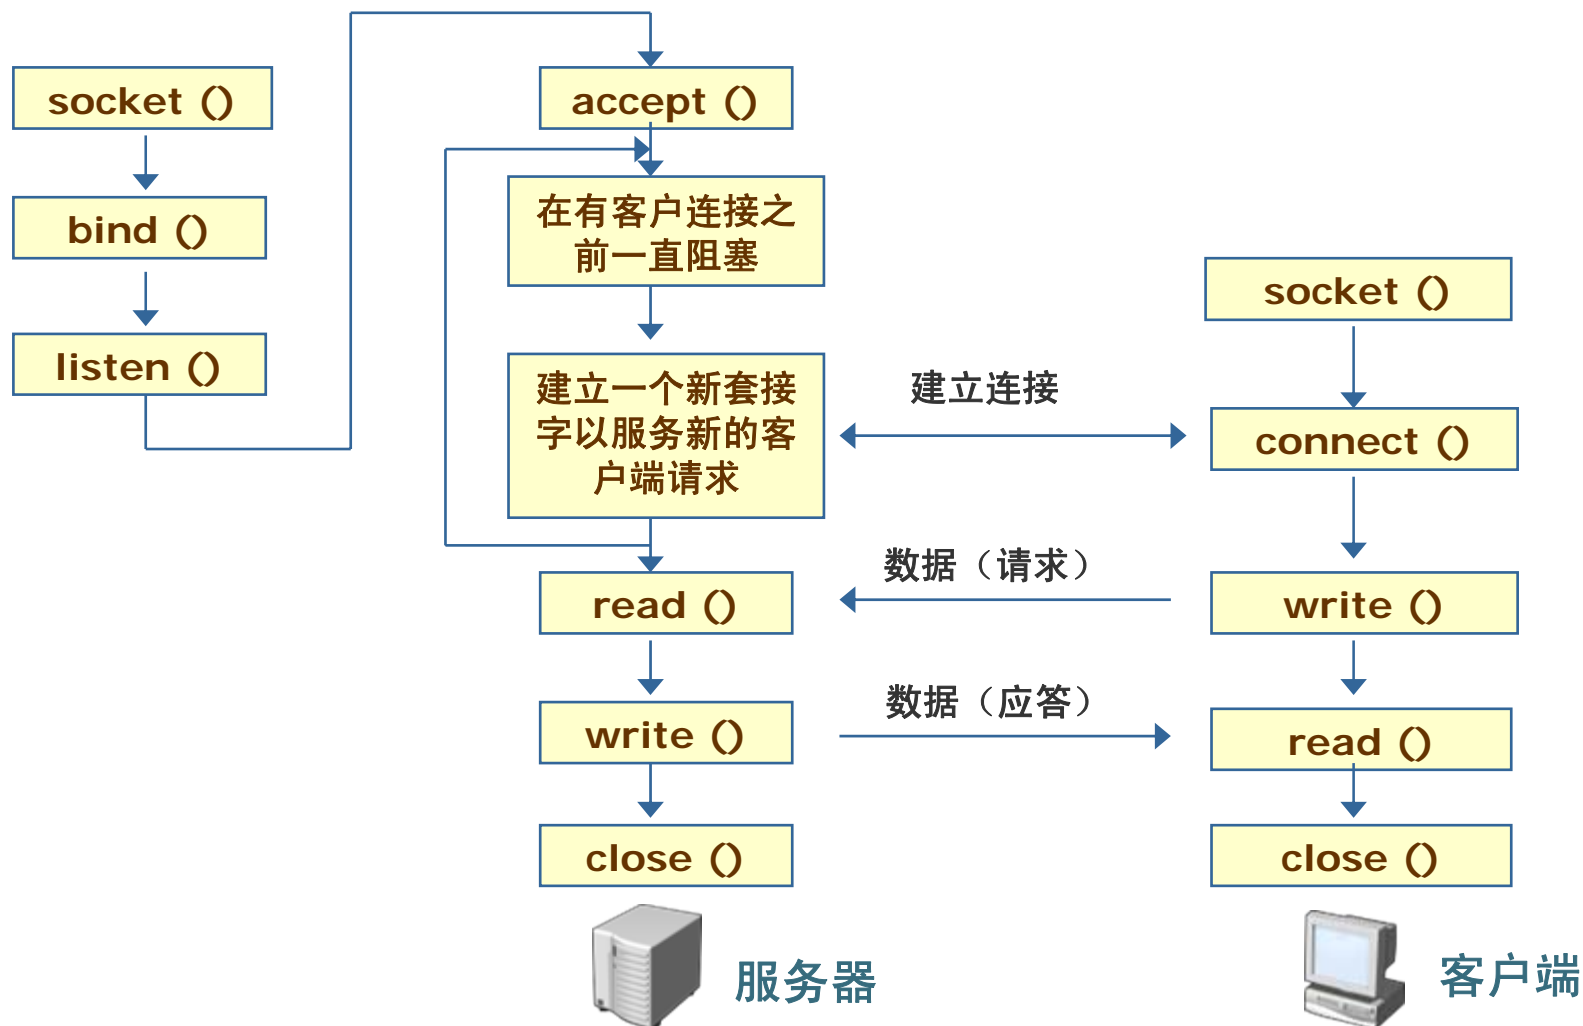 socket ()
bind ()
listen ()
accept ()
在有客户连接之
前一直阻塞
建立一个新套接
字以服务新的客
户端请求
read ()
write ()
close ()
服务器
建立连接
数据（请求）
数据（应答）
socket ()
connect ()
write ()
read ()
close ()
客户端